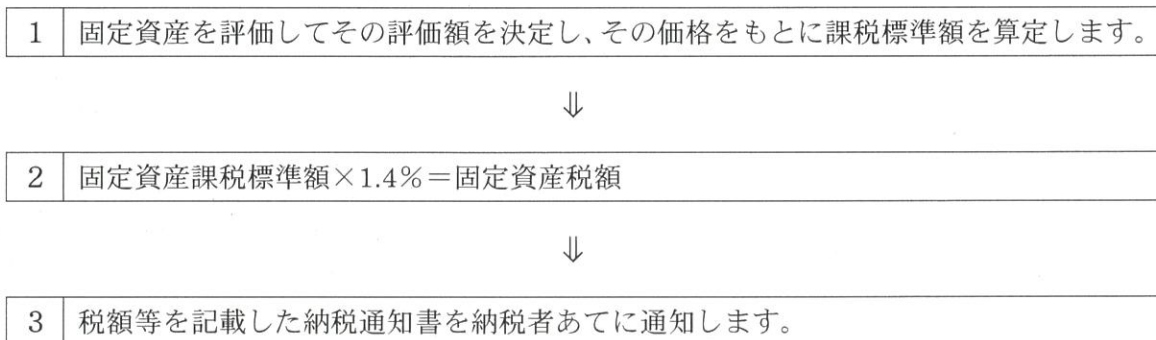 1 固定資産を評価してその評価額を決定し、その価格をもとに課税標準額を算定します。
⇓
2 固定資産課税標準額×1.4%=固定資産税額
⇓
3 税額等を記載した納税通知書を納税者あてに通知します。